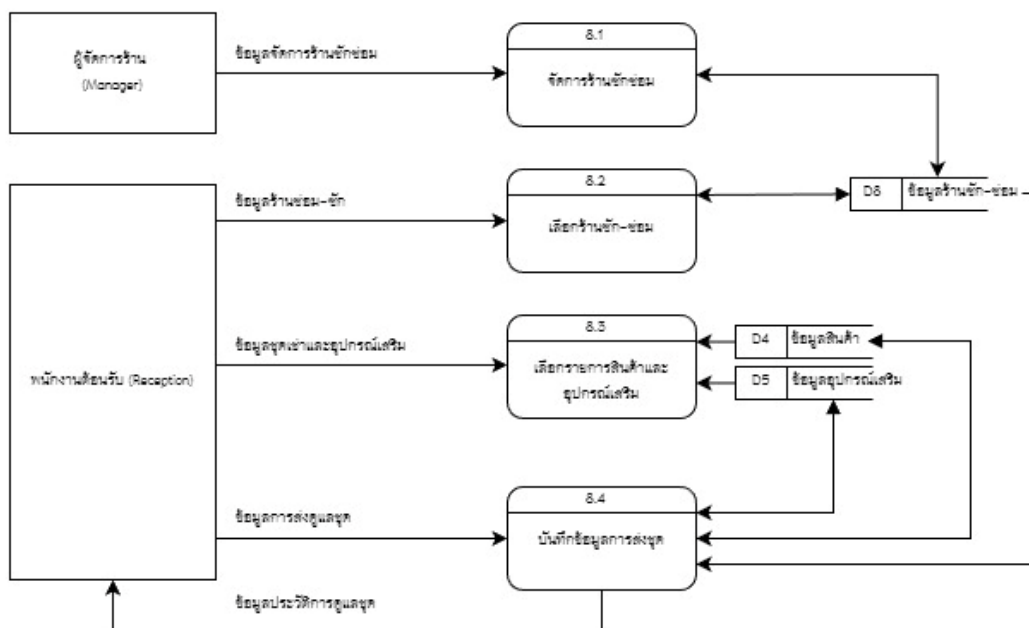 ผู้จัดการร้าน
(Manager)
ข้อมูลจัดการร้านซักซ่อม
8.1
จัดการร้านซักซ่อม
ข้อมูลร้านซ่อม-ซัก
8.2
เลือกร้านซัก-ซ่อม
D8 ข้อมูลร้านซัก-ซ่อม
พนักงานต้อนรับ (Reception)
ข้อมูลชุดเช่าและอุปกรณ์เสริม
8.3
เลือกรายการสินค้าและ
อุปกรณ์เสริม
D4 ข้อมูลสินค้า
D5 ข้อมูลอุปกรณ์เสริม
ข้อมูลการส่งดูแลชุด
8.4
บันทึกข้อมูลการส่งชุด
ข้อมูลประวัติการดูแลชุด